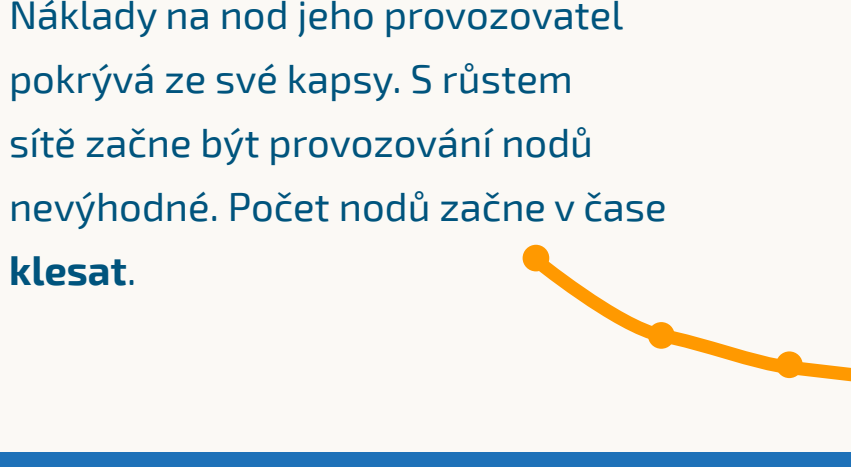 Náklady na nod jeho provozovatel
pokrývá ze své kapsy. S růstem
sítě začne být provozování nodů
nevýhodné. Počet nodů začne v čase
klesat.